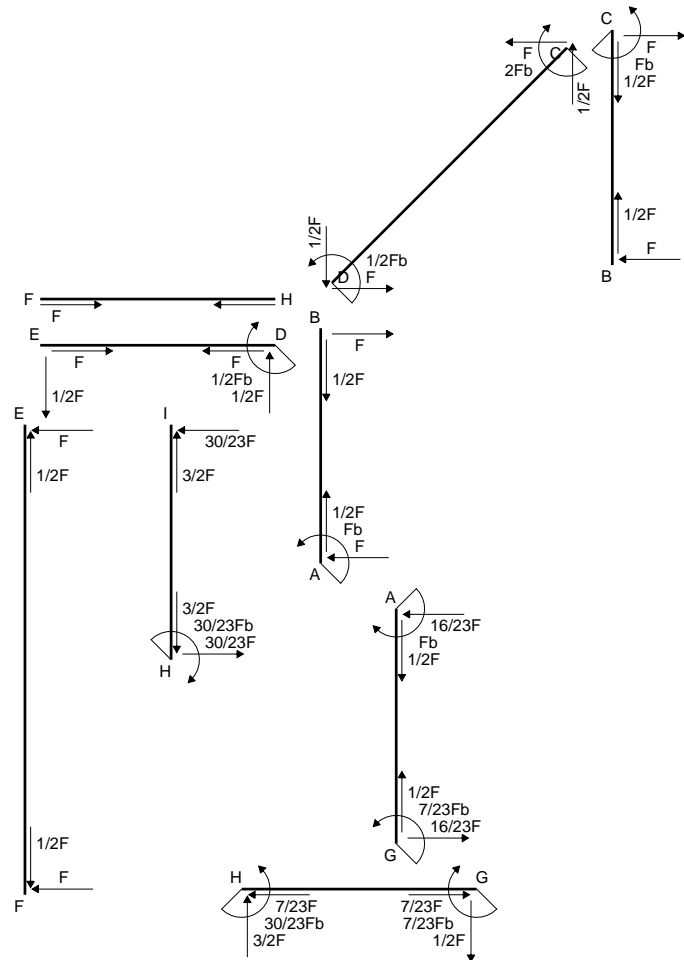 C
F
Fb
1/2F
1/2F
F
B
F
C
2Fb
1/2F
1/2F
1/2Fb
D
F
F
H
F
E
D
F
F
1/2Fb
1/2F
1/2F
B
F
1/2F
1/2F
Fb
F
A
E
F
1/2F
1/2F
F
F
I
30/23F
3/2F
3/2F
30/23Fb
30/23F
H
A
16/23F
Fb
1/2F
1/2F
7/23Fb
16/23F
G
H
G
7/23F
7/23F
30/23Fb
7/23Fb
3/2F
1/2F